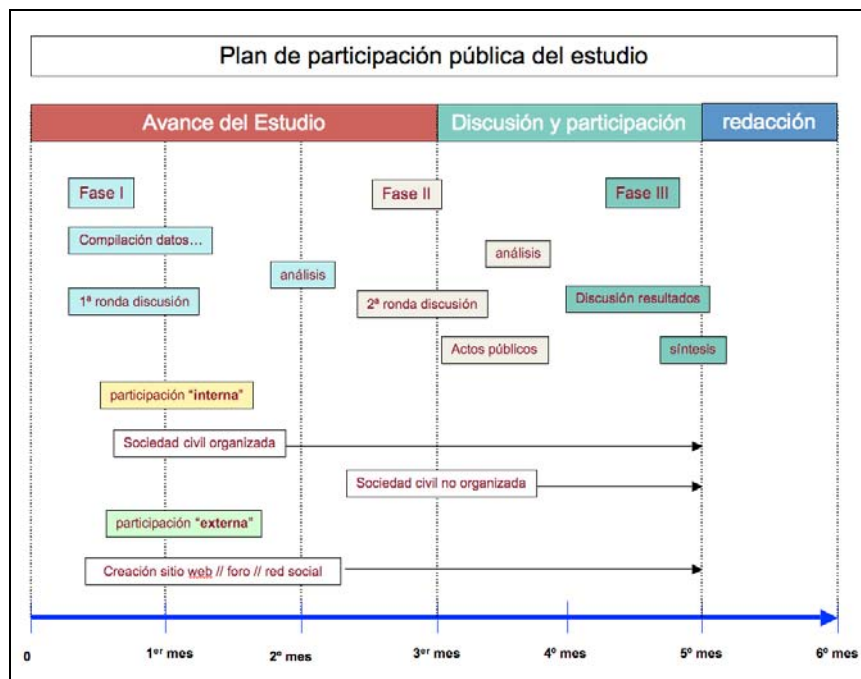 Plan de participación pública del estudio
Avance del Estudio
Discusión y participación
redacción
Fase I
Fase II
Fase III
Compilación datos…
análisis
análisis
1ª ronda discusión
2ª ronda discusión
Discusión resultados
Actos públicos
síntesis
participación "interna"
Sociedad civil organizada
Sociedad civil no organizada
participación "externa"
Creación sitio web // foro // red social
0
1er mes
2º mes
3er mes
4º mes
5º mes
6º mes